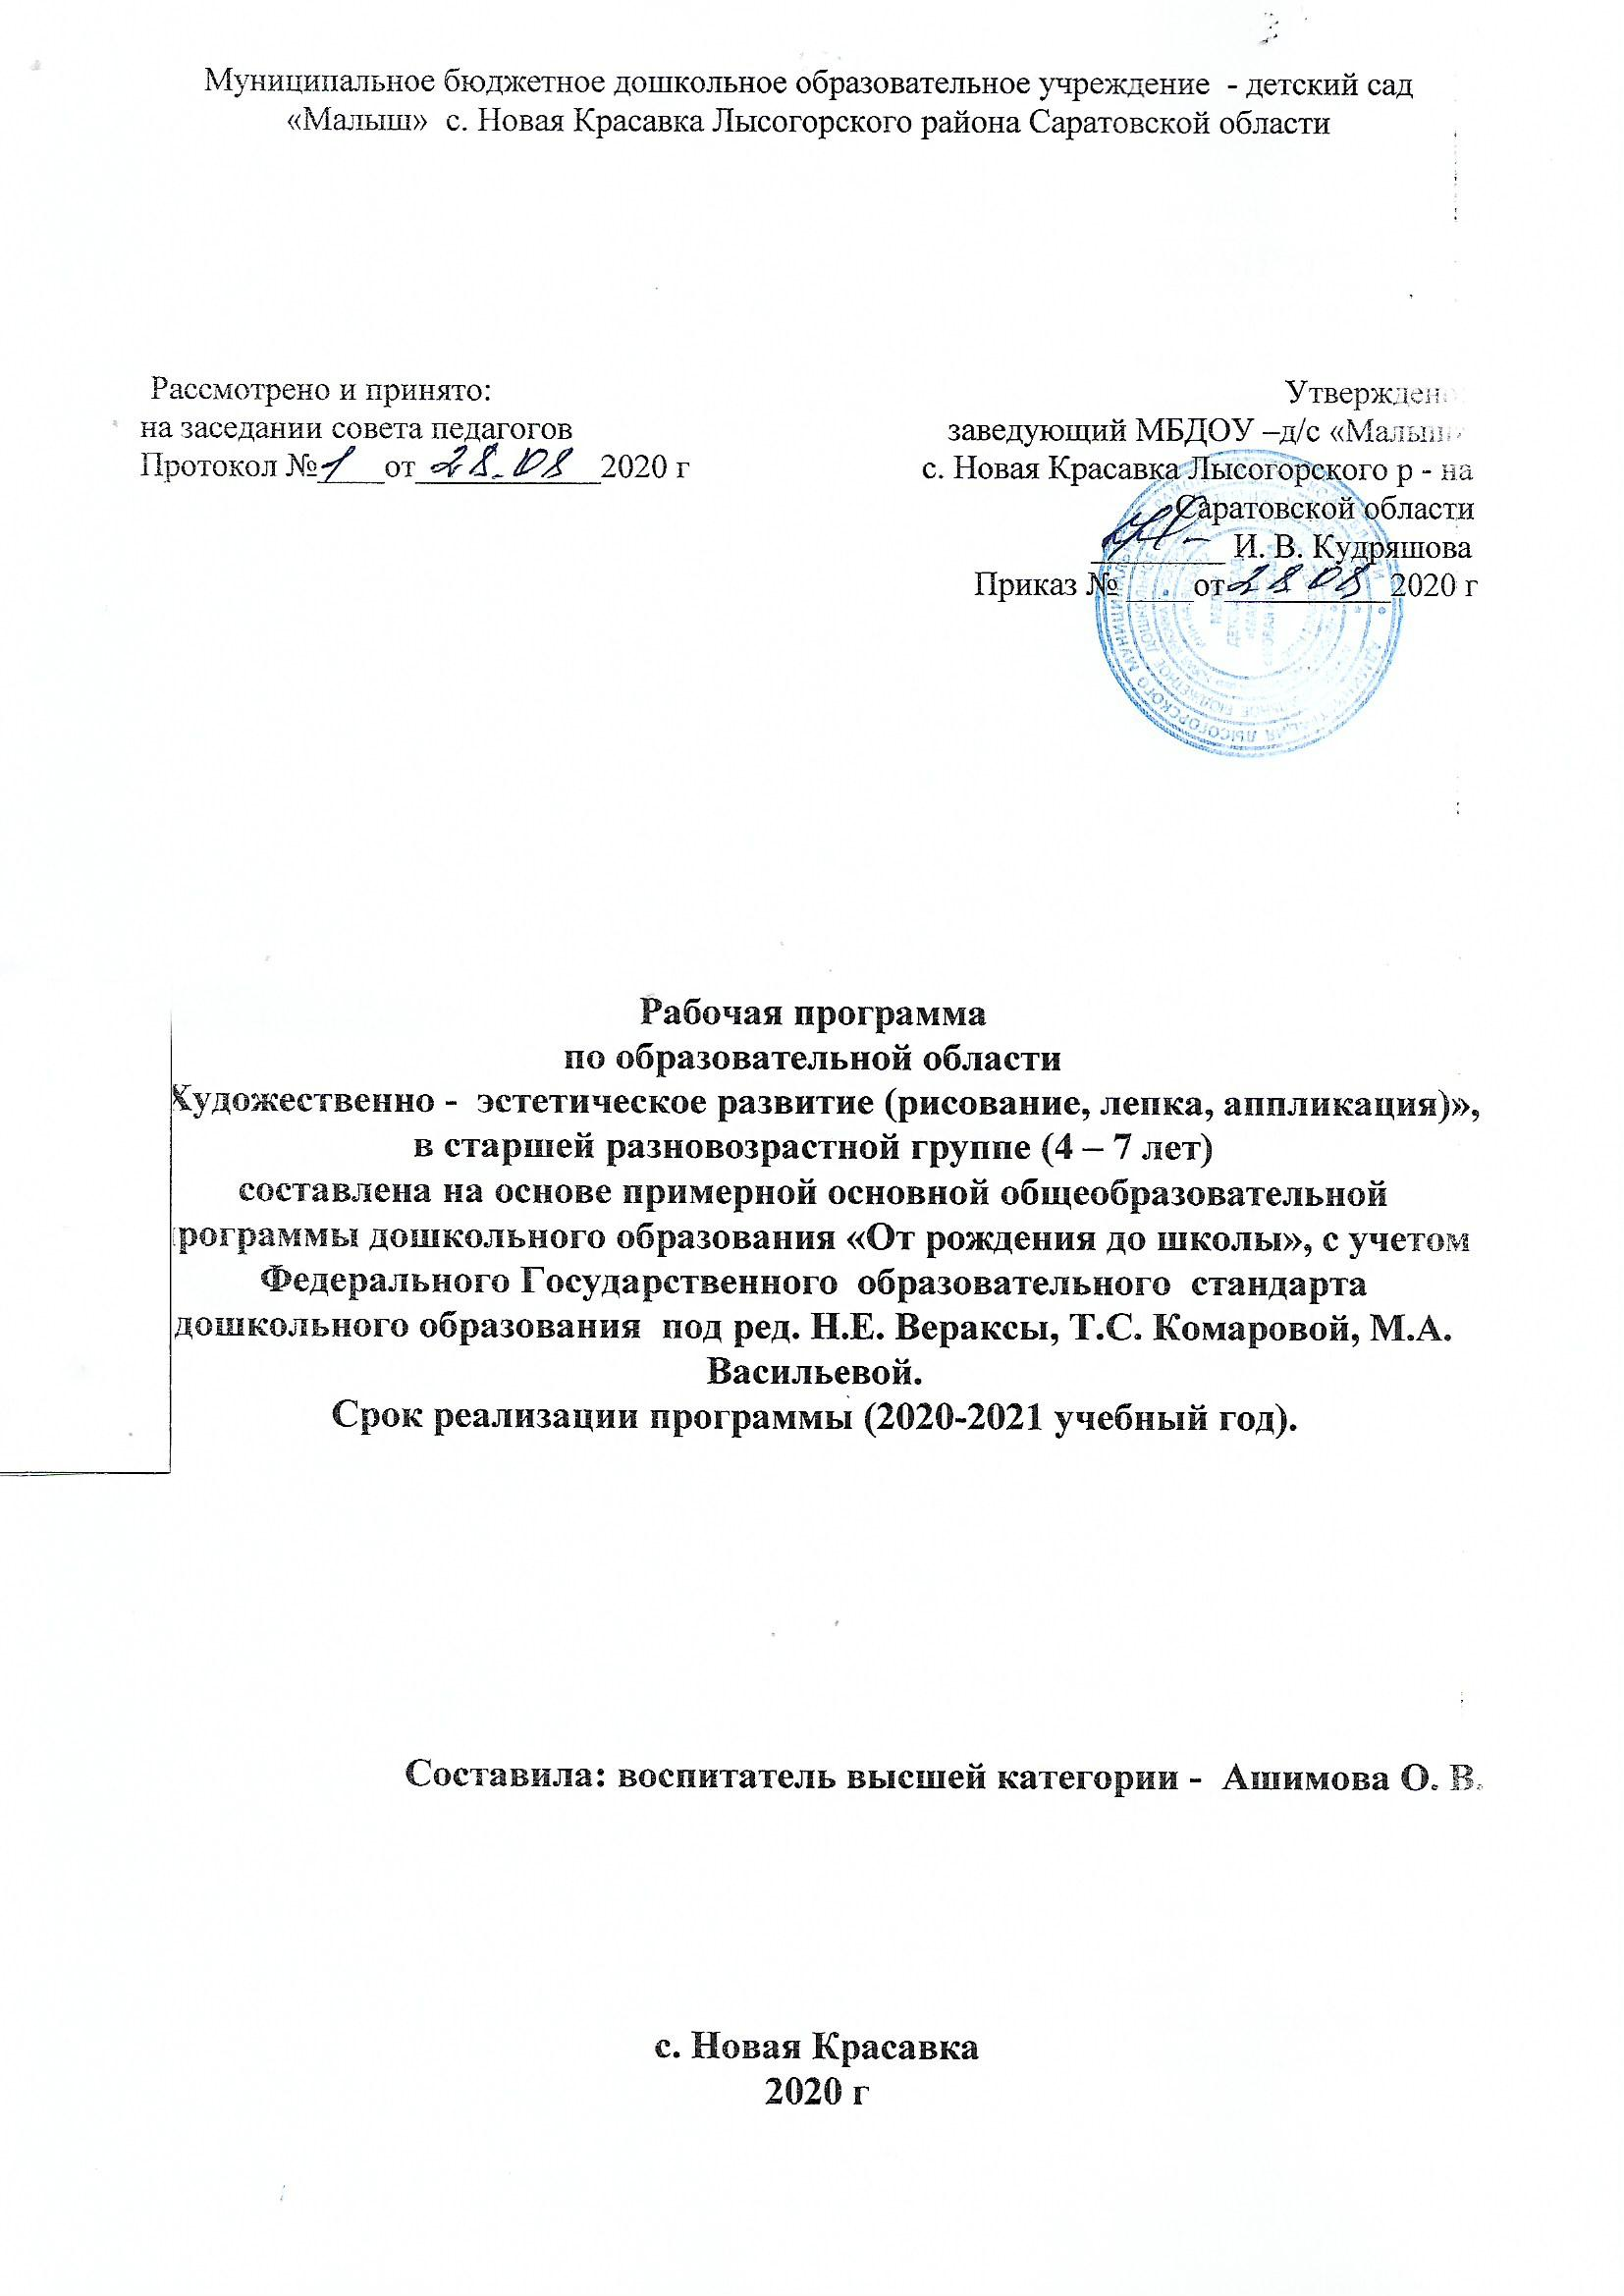 Муниципальное бюджетное дошкольное образовательное учреждение - детский сад
«Малыш» с. Новая Красавка Лысогорского района Саратовской области
Рассмотрено и принято:
на заседании совета педагогов
Протокол №1____от 28.08 2020 г
Утверждено
заведующий МБДОУ –д/с «Малыш»
с. Новая Красавка Лысогорского р - на
Саратовской области
________ И. В. Кудряшова
Приказ № ____от 28 08 2020 г
Рабочая программа
по образовательной области
Художественно - эстетическое развитие (рисование, лепка, аппликация)»,
в старшей разновозрастной группе (4 – 7 лет)
составлена на основе примерной основной общеобразовательной
рограммы дошкольного образования «От рождения до школы», с учетом
Федерального Государственного образовательного стандарта
дошкольного образования под ред. Н.Е. Вераксы, Т.С. Комаровой, М.А.
Васильевой.
Срок реализации программы (2020-2021 учебный год).
Составила: воспитатель высшей категории - Ашимова О. В.
с. Новая Красавка
2020 г